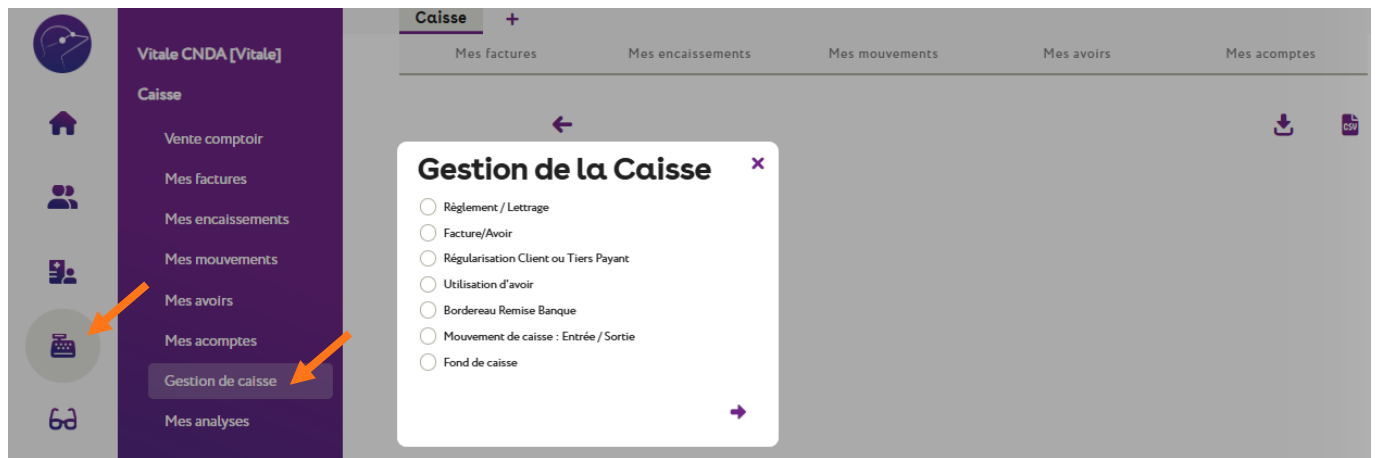 Vitale CNDA [Vitale]
Caisse
Vente comptoir
Mes factures
Mes encaissements
Mes mouvements
Mes avoirs
Mes acomptes
Gestion de caisse
Mes analyses
Caisse +
Mes factures Mes encaissements Mes mouvements Mes avoirs Mes acomptes
CSV
Gestion de la Caisse
Règlement / Lettrage
Facture/Avoir
Régularisation Client ou Tiers Payant
Utilisation d'avoir
Bordereau Remise Banque
Mouvement de caisse : Entrée / Sortie
Fond de caisse